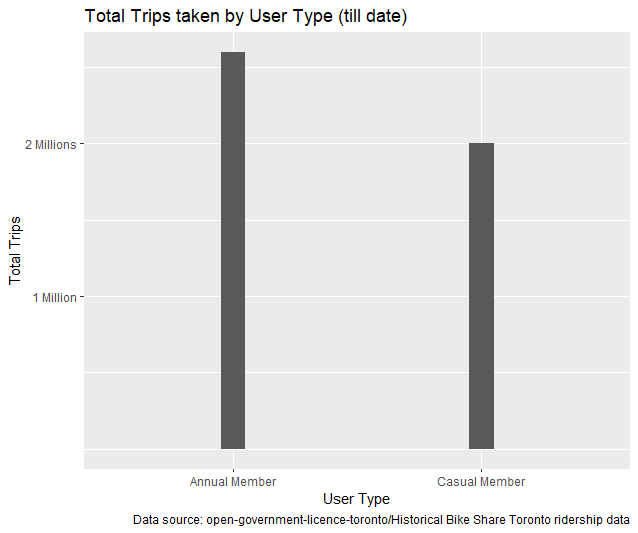 Total Trips taken by User Type (till date)
Total Trips
2 Millions
1 Million
Annual Member
Casual Member
User Type
Data source: open-government-licence-toronto/Historical Bike Share Toronto ridership data